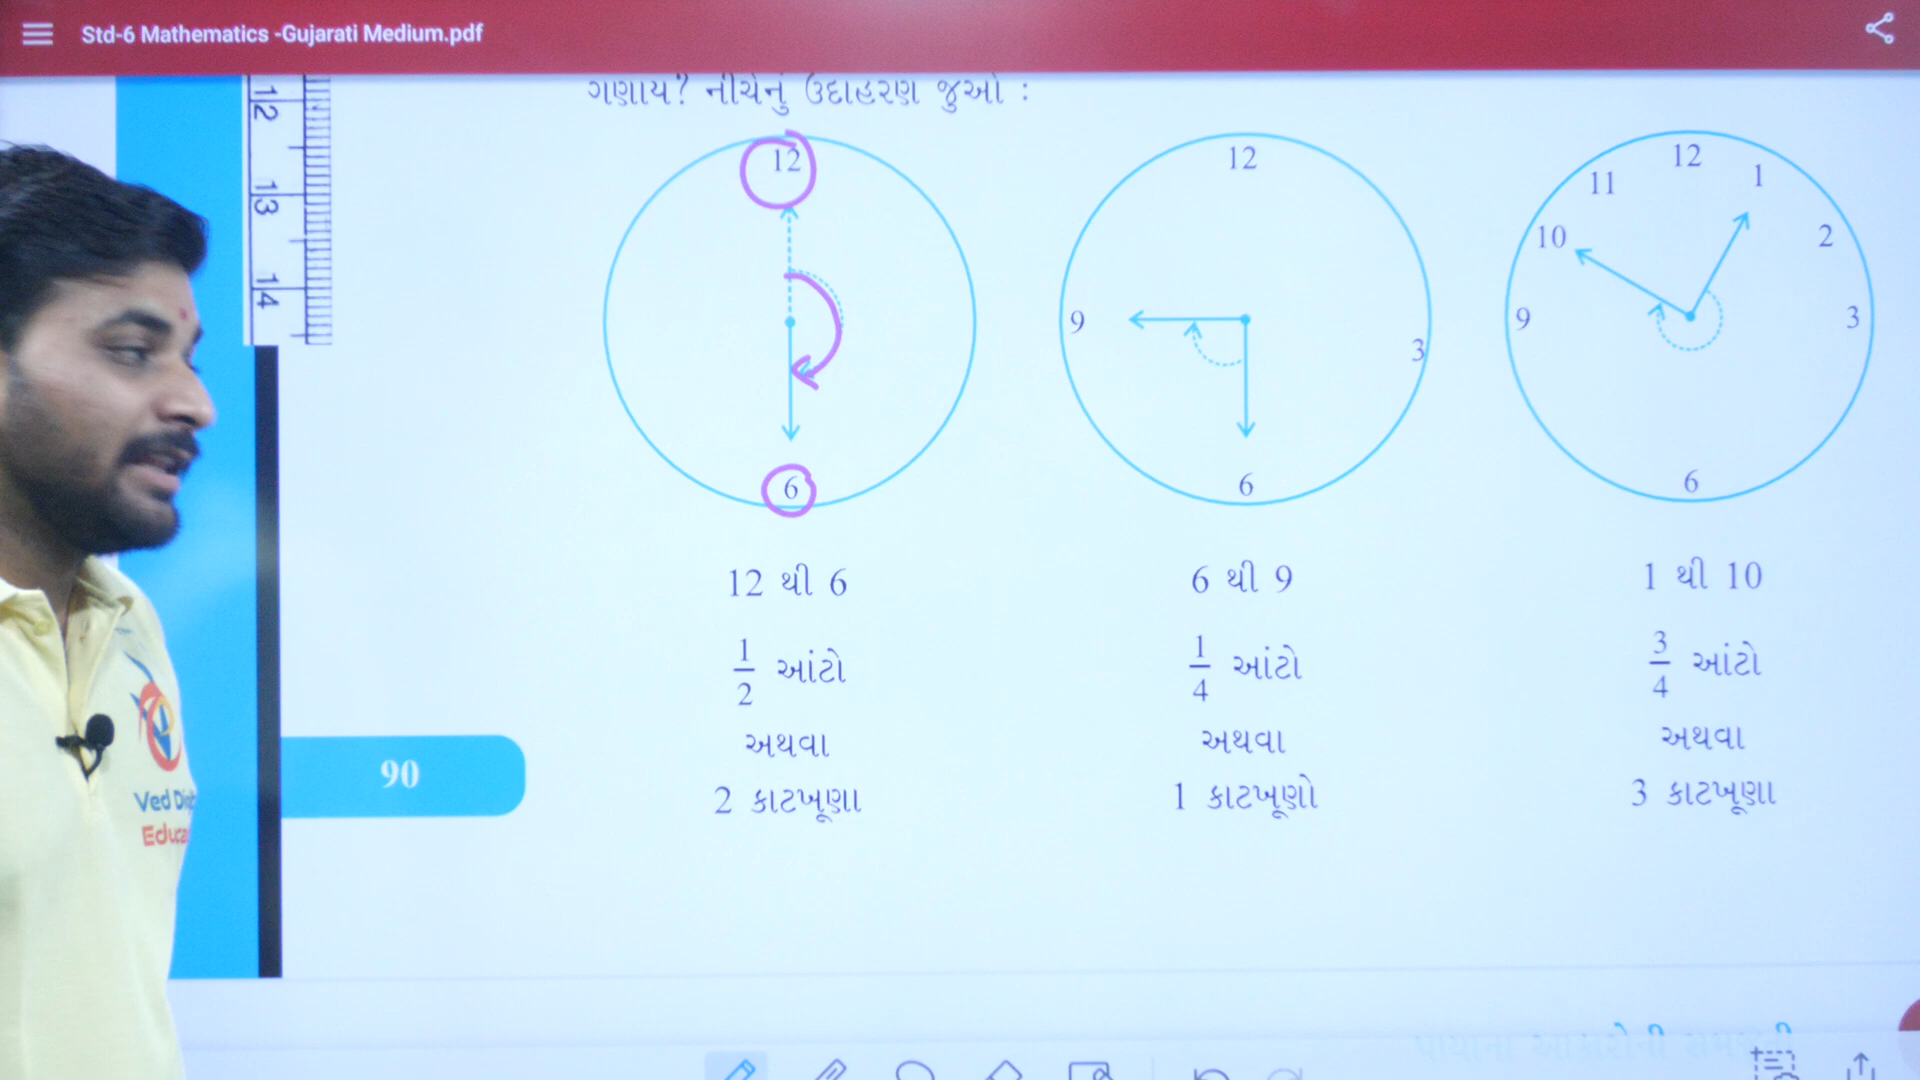 Std-6 Mathematics -Gujarati Medium.pdf
ગણાય? નીચેનું ઉદાહરણ જુઓ :
12
13
14
12
6
12
9
3
6
12
11
1
10
2
9
3
6
12 થી 6
6 થી 9
1 થી 10
1/2 આંટો
1/4 આંટો
3/4 આંટો
અથવા
અથવા
અથવા
2 કાટખૂણા
1 કાટખૂણો
3 કાટખૂણા
90
Ved